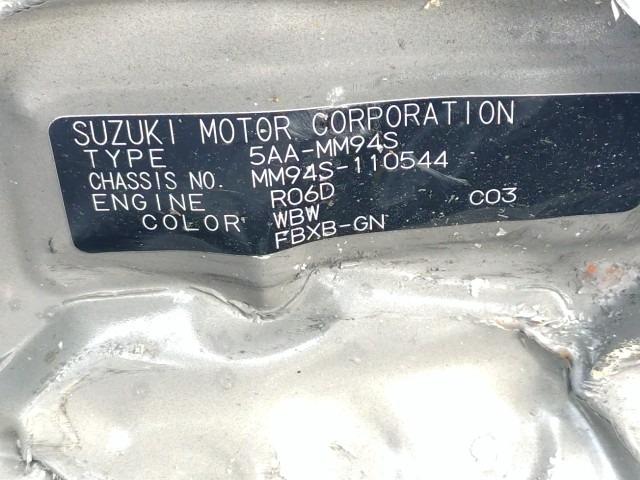 SUZUKI MOTOR CORPORATION
TYPE 5AA-MM94S
CHASSIS NO. MM94S-110544
ENGINE R06D C03
COLOR WBW
FBXB-GN